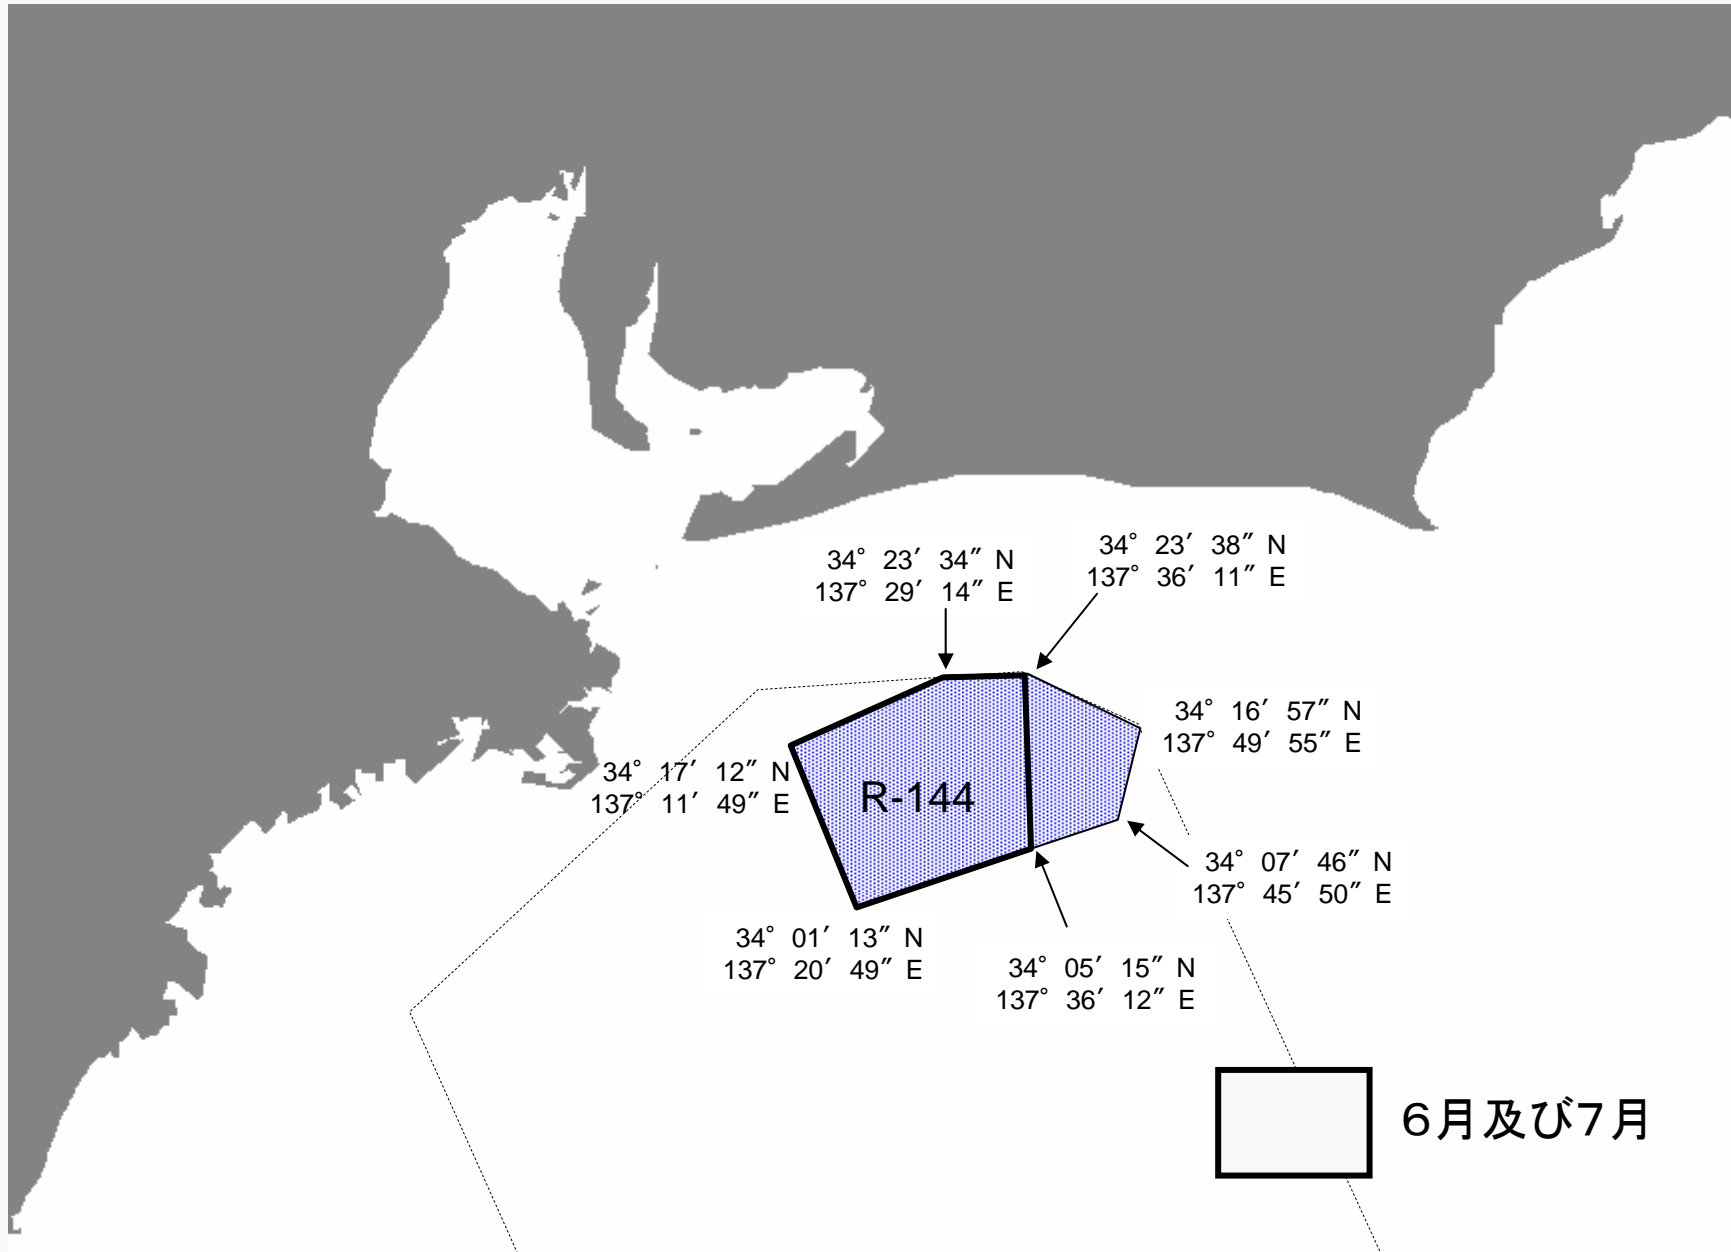 34° 23′ 34″ N
137° 29′ 14″ E
34° 23′ 38″ N
137° 36′ 11″ E
34° 16′ 57″ N
137° 49′ 55″ E
34° 17′ 12″ N
137° 11′ 49″ E
R-144
34° 07′ 46″ N
137° 45′ 50″ E
34° 01′ 13″ N
137° 20′ 49″ E
34° 05′ 15″ N
137° 36′ 12″ E
６月及び７月